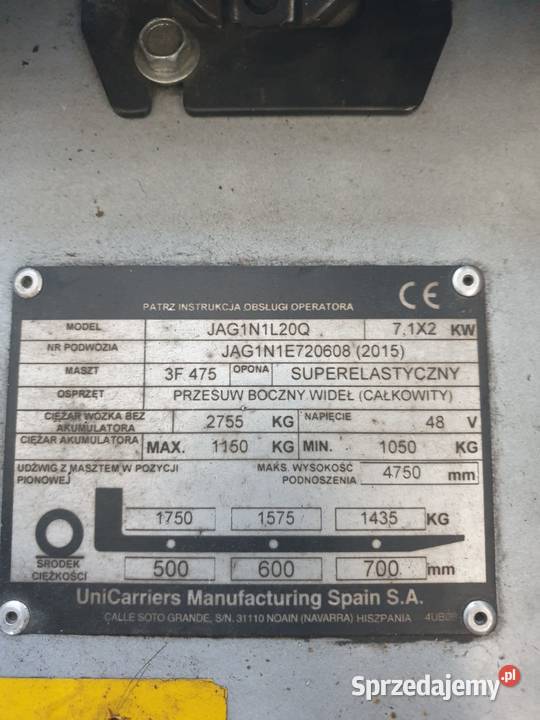 PATRZ INSTRUKCJA OBSŁUGI OPERATORA CE
MODEL JAG1N1L20Q 7,1X2 KW
NR PODWOZIA JAG1N1E720608 (2015)
MASZT 3F 475 OPONA SUPERELASTYCZNY
OSPRZĘT PRZESUW BOCZNY WIDEŁ (CAŁKOWITY)
CIĘŻAR WÓZKA BEZ AKUMULATORA 2755 KG NAPIĘCIE 48 V
CIĘŻAR AKUMULATORA MAX. 1150 KG MIN. 1050 KG
UDŹWIG Z MASZTEM W POZYCJI PIONOWEJ MAKS. WYSOKOŚĆ PODNOSZENIA 4750 mm
1750 1575 1435 KG
ŚRODEK CIĘŻKOŚCI 500 600 700 mm
UniCarriers Manufacturing Spain S.A.
CALLE SOTO GRANDE, S/N. 31110 NOAIN (NAVARRA) HISZPANIA
Sprzedajemy.pl